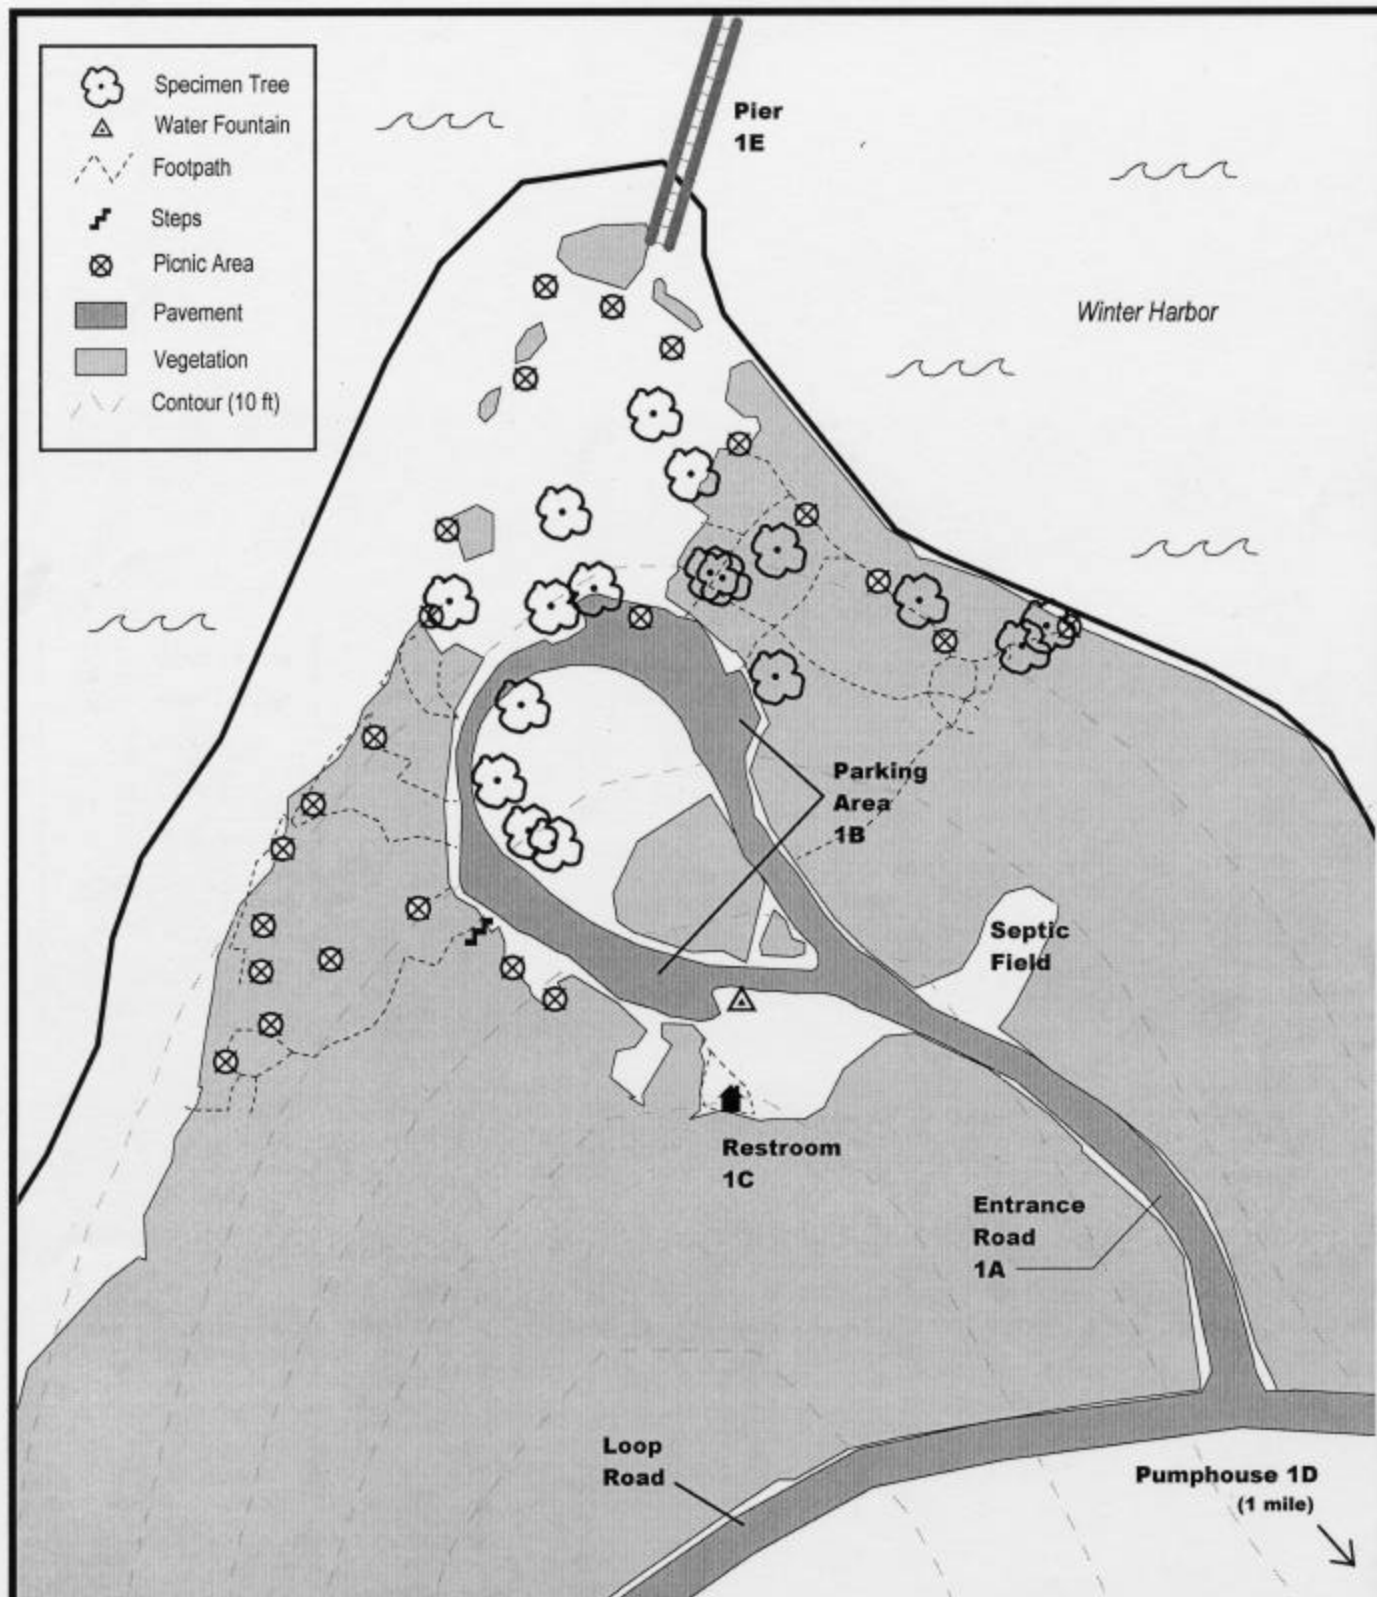 Specimen Tree
Water Fountain
Footpath
Steps
Picnic Area
Pavement
Vegetation
Contour (10 ft)
Pier
1E
Winter Harbor
Parking
Area
1B
Septic
Field
Restroom
1C
Entrance
Road
1A
Loop
Road
Pumphouse 1D
(1 mile)